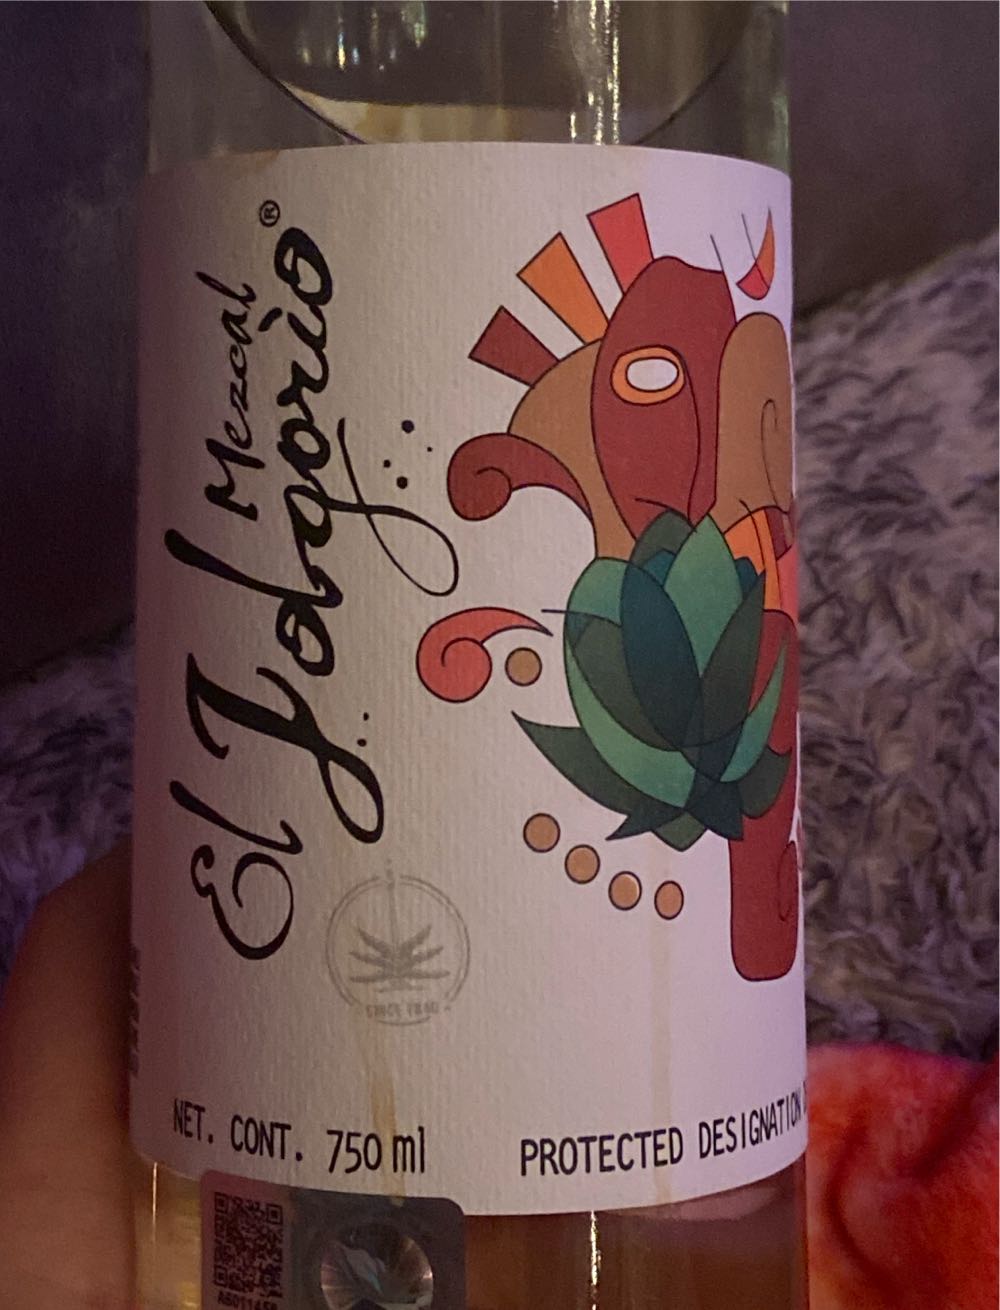 Mezcal
El Jolgorio®
NET. CONT. 750 ml
PROTECTED DESIGNATION